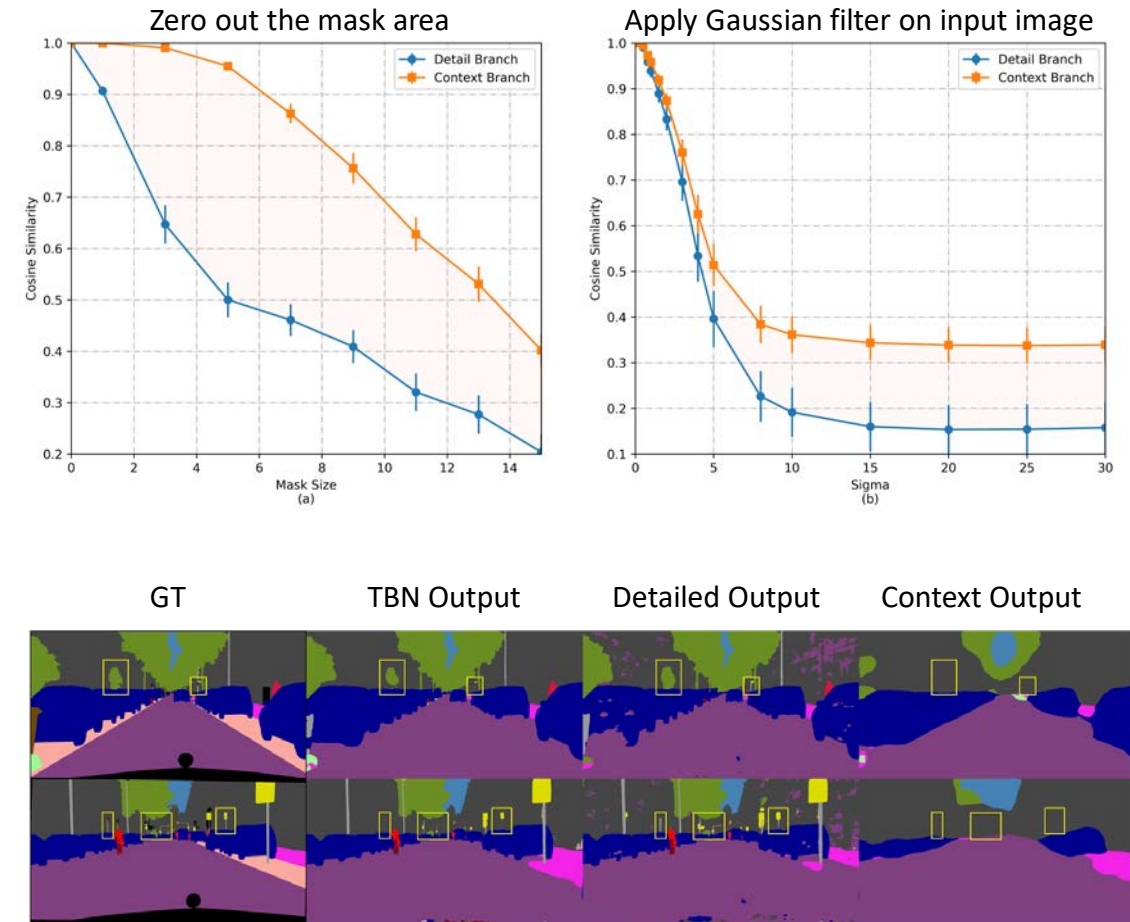 Zero out the mask area
1.0
0.9
0.8
0.7
0.6
0.5
0.4
0.3
0.2
Cosine Similarity
Detail Branch
Context Branch
0 2 4 6 8 10 12 14
Mask Size
(a)
Apply Gaussian filter on input image
1.0
0.9
0.8
0.7
0.6
0.5
0.4
0.3
0.2
0.1
Cosine Similarity
Detail Branch
Context Branch
0 5 10 15 20 25 30
Sigma
(b)
GT TBN Output Detailed Output Context Output